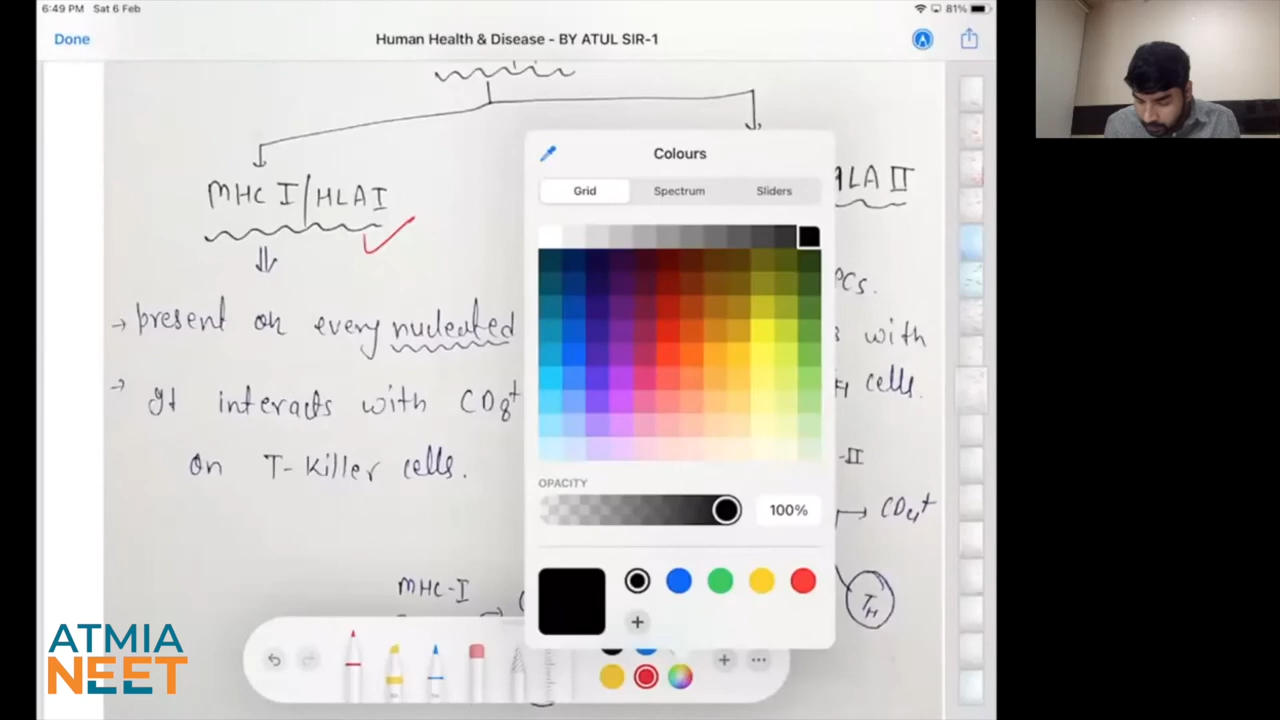 6:49 PM Sat 6 Feb
81%
Done
Human Health & Disease - BY ATUL SIR-1
MHC I/HLA I
HLA II
→ present on every nucleated
→ It interacts with CD8+
on T-Killer cells.
PCs.
with
cells.
-II
→ CD4+
TH
MHC-I
Colours
Grid
Spectrum
Sliders
OPACITY
100%
ATMIA
NEET